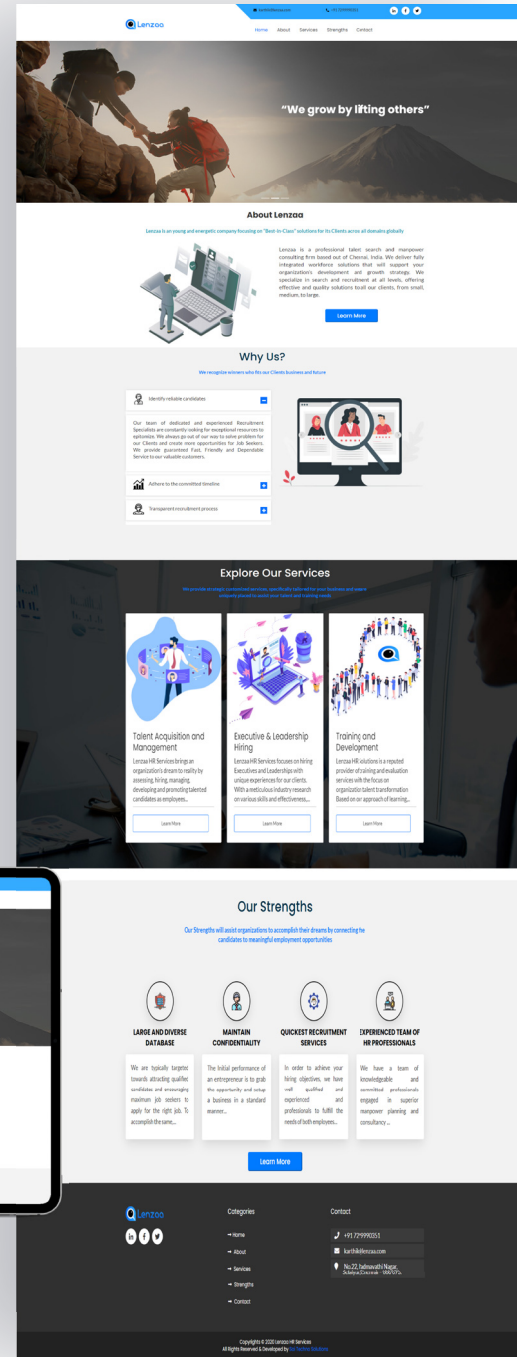 Lenzaa
Home About Services Strengths Contact
“We grow by lifting others”
About Lenzaa
Lenzaa is an young and energetic company focusing on "Best-in-Class" solutions for its Clients across all domains globally
Lenzaa is a professional talent search and manpower
consulting firm based out of Chennai, India. We deliver fully
integrated workforce solutions that will support your
organization's development and growth strategy. We
specialize in search and recruitment at all levels, offering
effective and quality solutions to all our clients, from small,
medium, to large.
Learn More
Why Us?
We recognize winners who fits our Clients business and future
Identify reliable candidates
Our team of dedicated and experienced Recruitment
Specialists are constantly looking for exceptional resources to
epitomize. We always go out of our way to solve problem for
our Clients and create more opportunities for Job Seekers.
We provide guaranteed Fast, Friendly and Dependable
Service to our valuable customers.
Adhere to the committed timeline
Transparent recruitment process
Explore Our Services
We provide strategic customized services, specifically tailored for your business and
Talent Acquisition and
Management
Lenzaa HR Services brings an
organization's dream to reality by
assessing, hiring, managing,
developing and promoting talented
candidates as employees...
Learn More
Executive & Leadership
Hiring
Lenzaa HR Services focuses on hiring
Executives and Leaderships with
unique experiences for our clients.
With a meticulous industry research
on various skills and effectiveness,...
Learn More
Training and
Development
Lenzaa HR Solutions is a reputed
provider of training and evaluation
services with the focus on
organization talent transformation
Based on our approach of learning,..
Learn More
Our Strengths
Our Strengths will assist organizations to accomplish their dreams by connecting he
candidates to meaningful employment opportunities
LARGE AND DIVERSE
DATABASE
We are typically targeted
towards attracting qualified
candidates and encouraging
maximum job seekers to
apply for the right job. To
accomplish the same,...
MAINTAIN
CONFIDENTIALITY
The Initial performance of
an entrepreneur is to grab
the opportunity and setup
a business in a standard
manner...
QUICKEST RECRUITMENT
SERVICES
In order to achieve your
hiring objectives, we have
well qualified and
experienced and
professionals to fulfill the
needs of both employees...
EXPERIENCED TEAM OF
HR PROFESSIONALS
We have a team of
knowledgeable and
committed professionals
engaged in superior
manpower planning and
consultancy ...
Learn More
Lenzaa
Categories
→ Home
→ About
→ Services
→ Strengths
→ Contact
Contact
karthik@lenzaa.com
No.22, Padmavathi Nagar,
Copyrights © 2020 Lenzaa HR Services
All Rights Reserved & Developed by